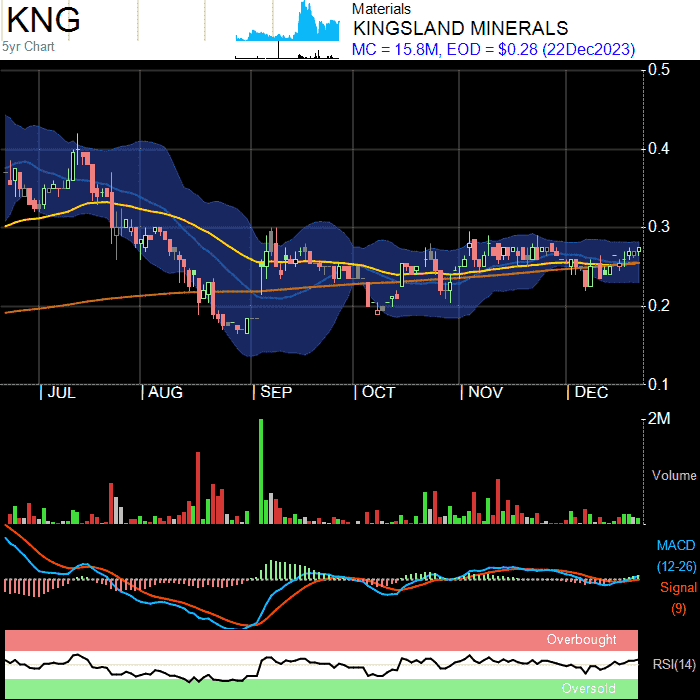 KNG
5yr Chart
Materials
KINGSLAND MINERALS
MC = 15.8M, EOD = $0.28 (22Dec2023)
0.5
0.4
0.3
0.2
0.1
JUL AUG SEP OCT NOV DEC
2M
Volume
MACD
(12-26)
Signal
(9)
Overbought
RSI(14)
Oversold